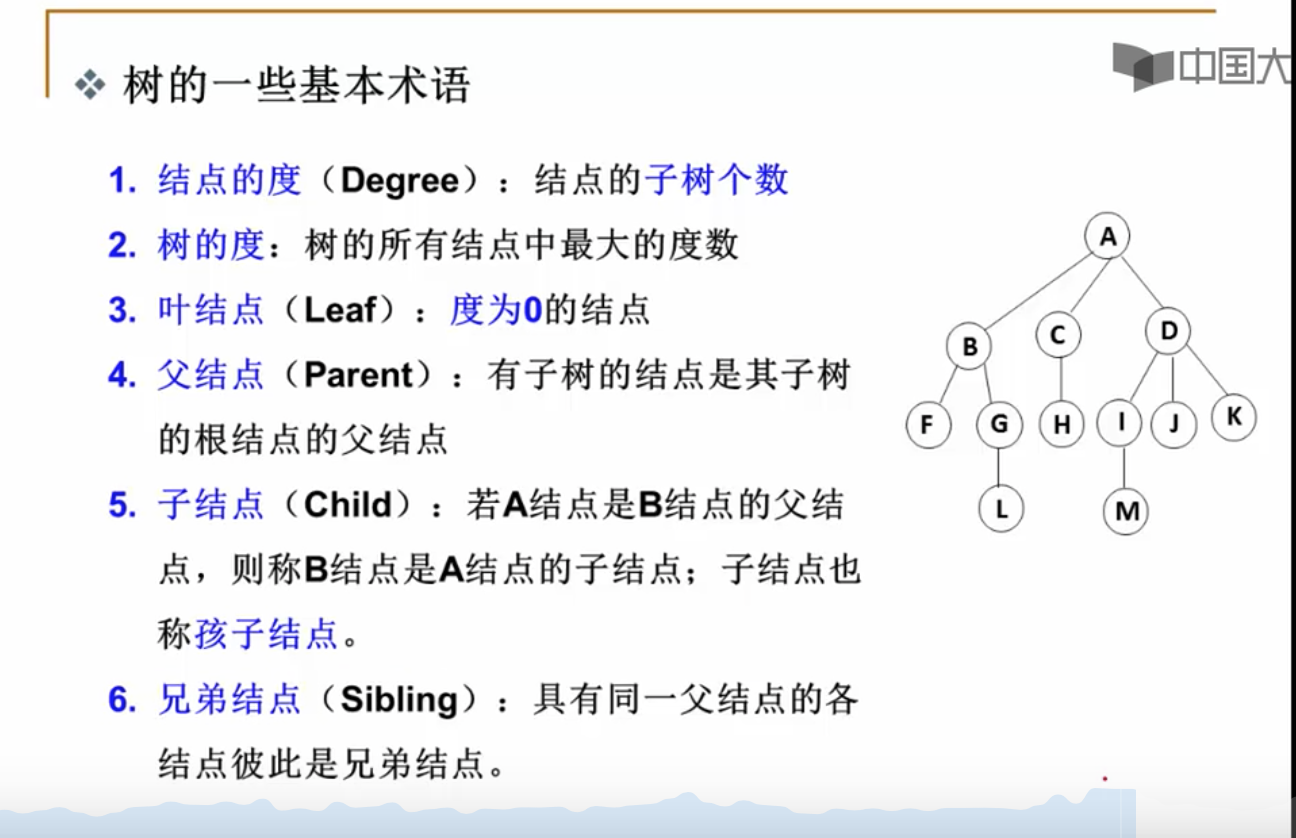 中国大
树的一些基本术语
1. 结点的度（Degree）：结点的子树个数
2. 树的度：树的所有结点中最大的度数
3. 叶结点（Leaf）：度为0的结点
4. 父结点（Parent）：有子树的结点是其子树
的根结点的父结点
5. 子结点（Child）：若A结点是B结点的父结
点，则称B结点是A结点的子结点；子结点也
称孩子结点。
6. 兄弟结点（Sibling）：具有同一父结点的各
结点彼此是兄弟结点。
A
B C D
F G H I J K
L M